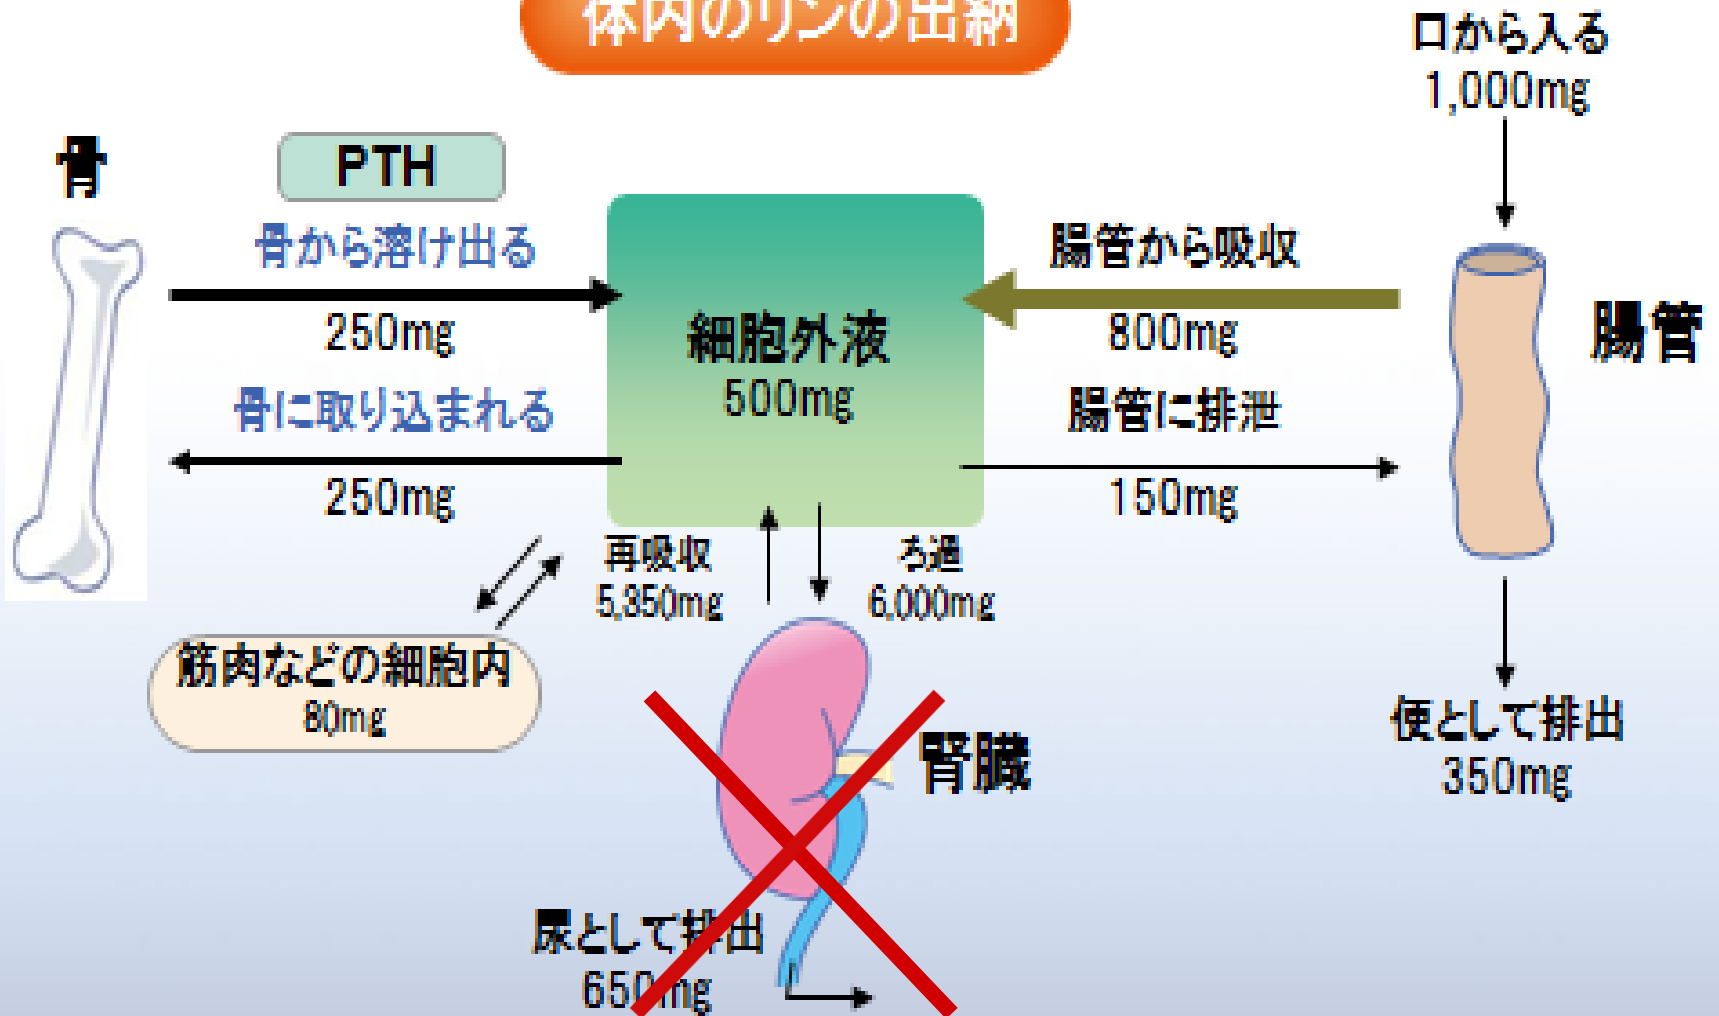 体内のリンの出納
口から入る
1,000mg
骨
PTH
骨から溶け出る
250mg
骨に取り込まれる
250mg
細胞外液
500mg
腸管から吸収
800mg
腸管に排泄
150mg
腸管
再吸収
5,350mg
ろ過
6,000mg
筋肉などの細胞内
80mg
腎臓
便として排出
350mg
尿として排出
650mg